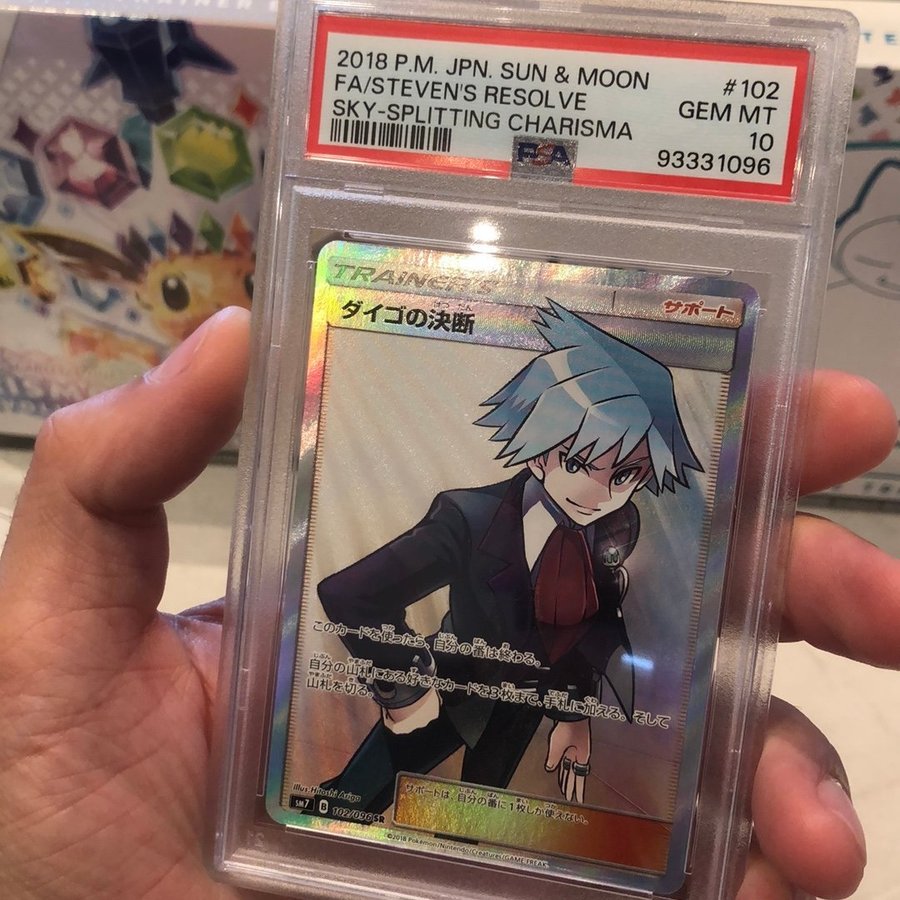 2018 P.M. JPN. SUN & MOON #102
FA/STEVEN'S RESOLVE GEM MT
SKY-SPLITTING CHARISMA 10
PSA 93331096
TRAINER'S
サポート
ダイゴの決断
このカードを使ったら、自分の番は終わる。
自分の山札にある好きなカードを3枚まで、手札に加える。そして
山札を切る。
サポートは、自分の番に1枚しか使えない。
Illus. Hitoshi Ariga
SM7 B 102/096 SR
©2018 Pokémon/Nintendo/Creatures/GAME FREAK